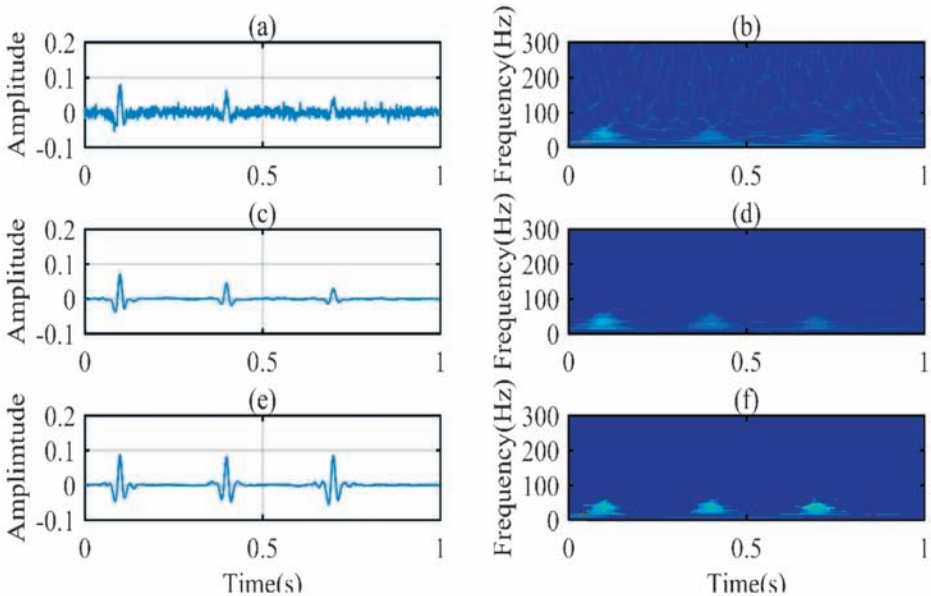 (a)
Amplitude
0.2
0.1
0
-0.1
0 0.5 1
(b)
Frequency(Hz)
300
200
100
0
0 0.5 1
(c)
Amplitude
0.2
0.1
0
-0.1
0 0.5 1
(d)
Frequency(Hz)
300
200
100
0
0 0.5 1
(e)
Amplimtude
0.2
0.1
0
-0.1
0 0.5 1
Time(s)
(f)
Frequency(Hz)
300
200
100
0
0 0.5 1
Time(s)